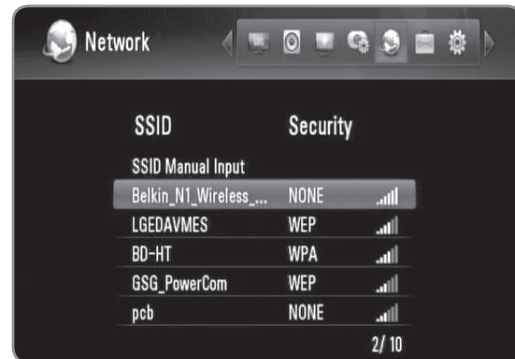 Network
SSID Security
SSID Manual Input
Belkin_N1_Wireless_... NONE
LGEDAVMES WEP
BD-HT WPA
GSG_PowerCom WEP
pcb NONE
2/ 10